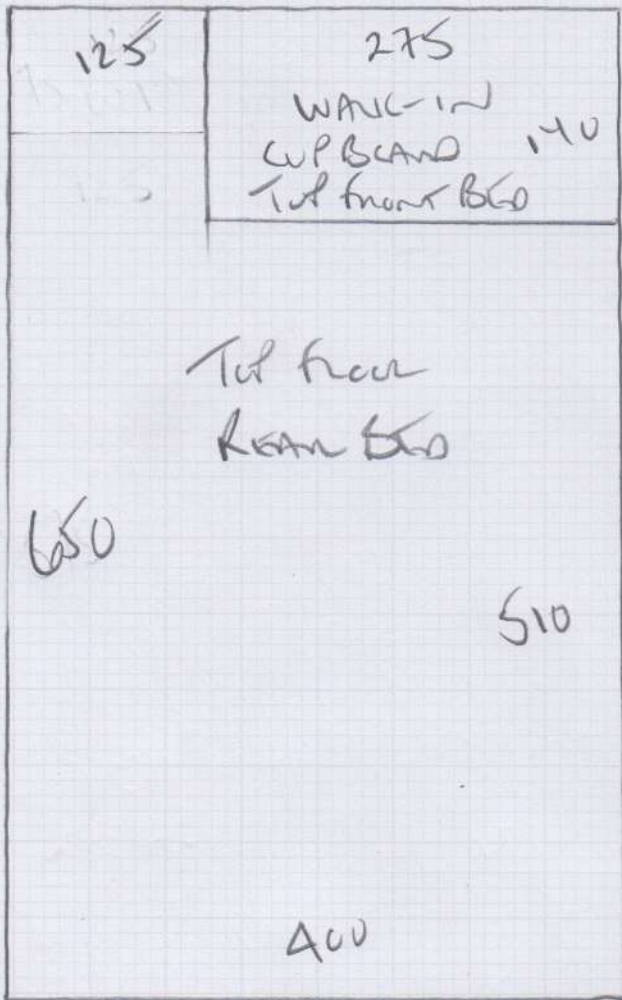 125
275
WALK-IN
CUPBOARD
140
TOP FRONT BED
TOP FLOOR
REAR BED
650
510
400